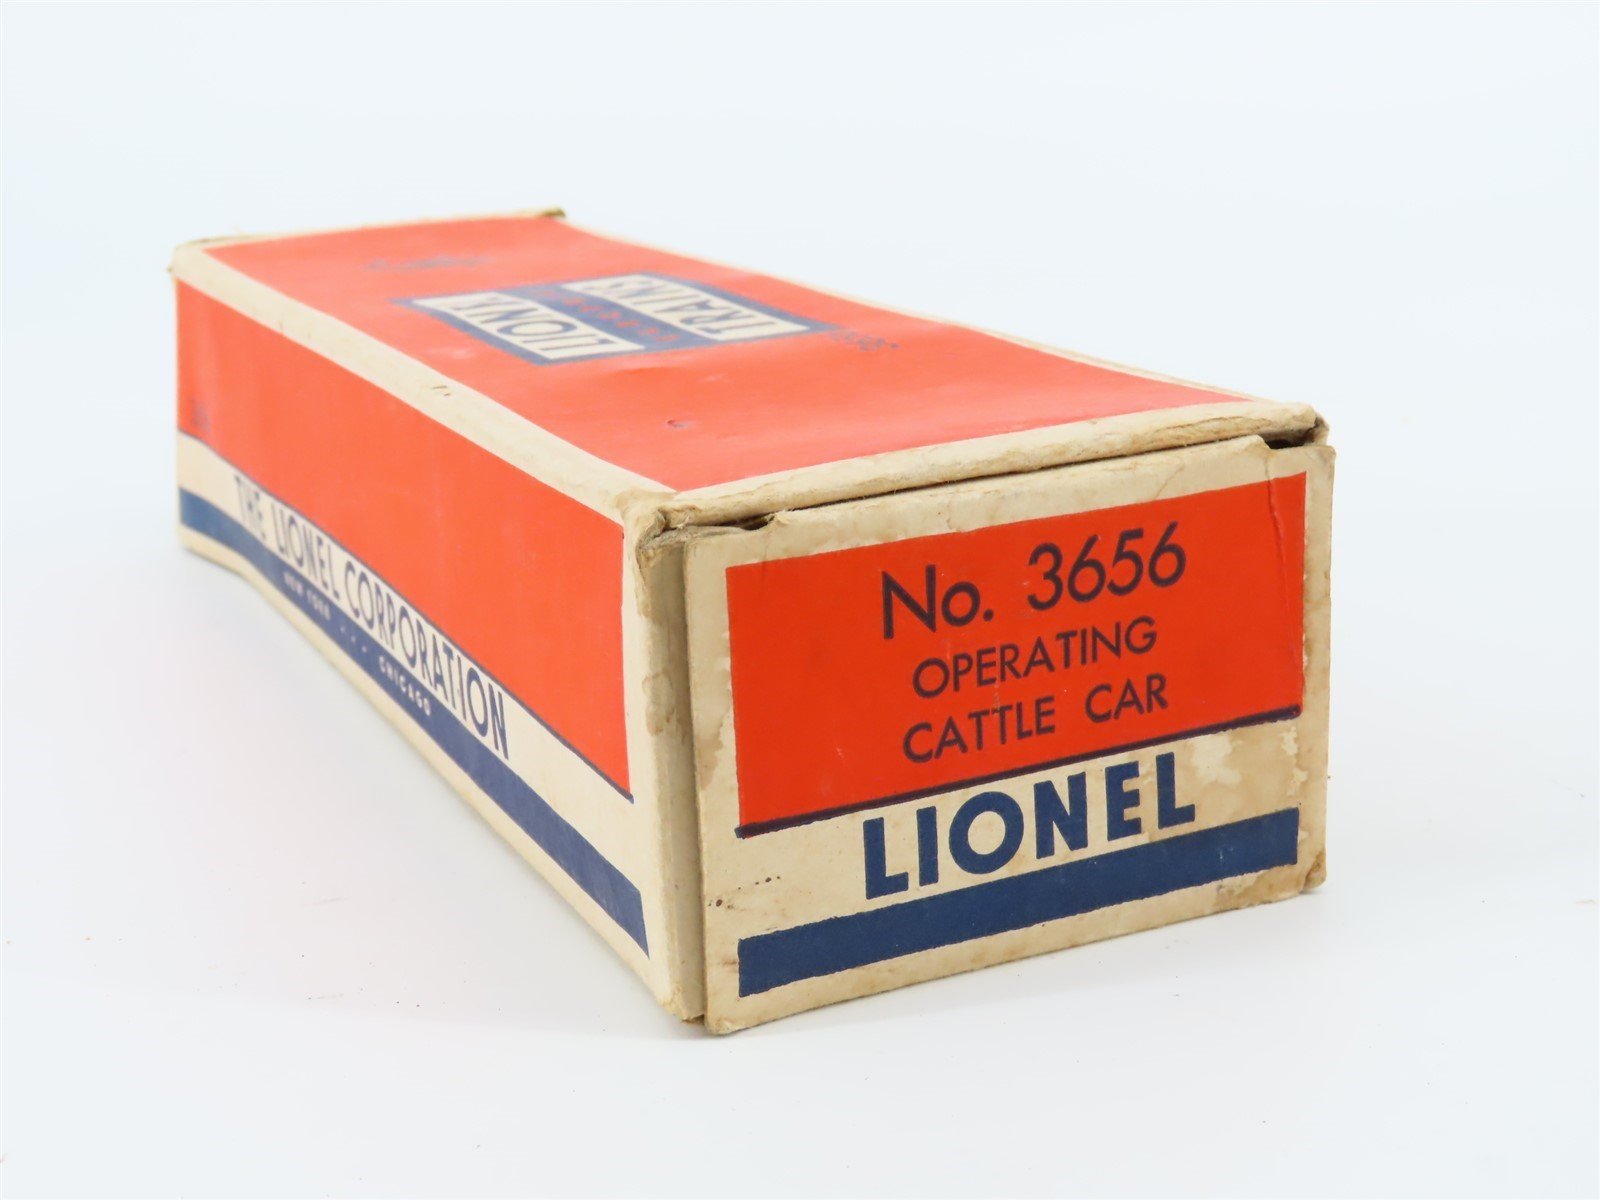 LIONEL
TRAINS
THE LIONEL CORPORATION
NEW YORK . . . CHICAGO
No. 3656
OPERATING
CATTLE CAR
LIONEL